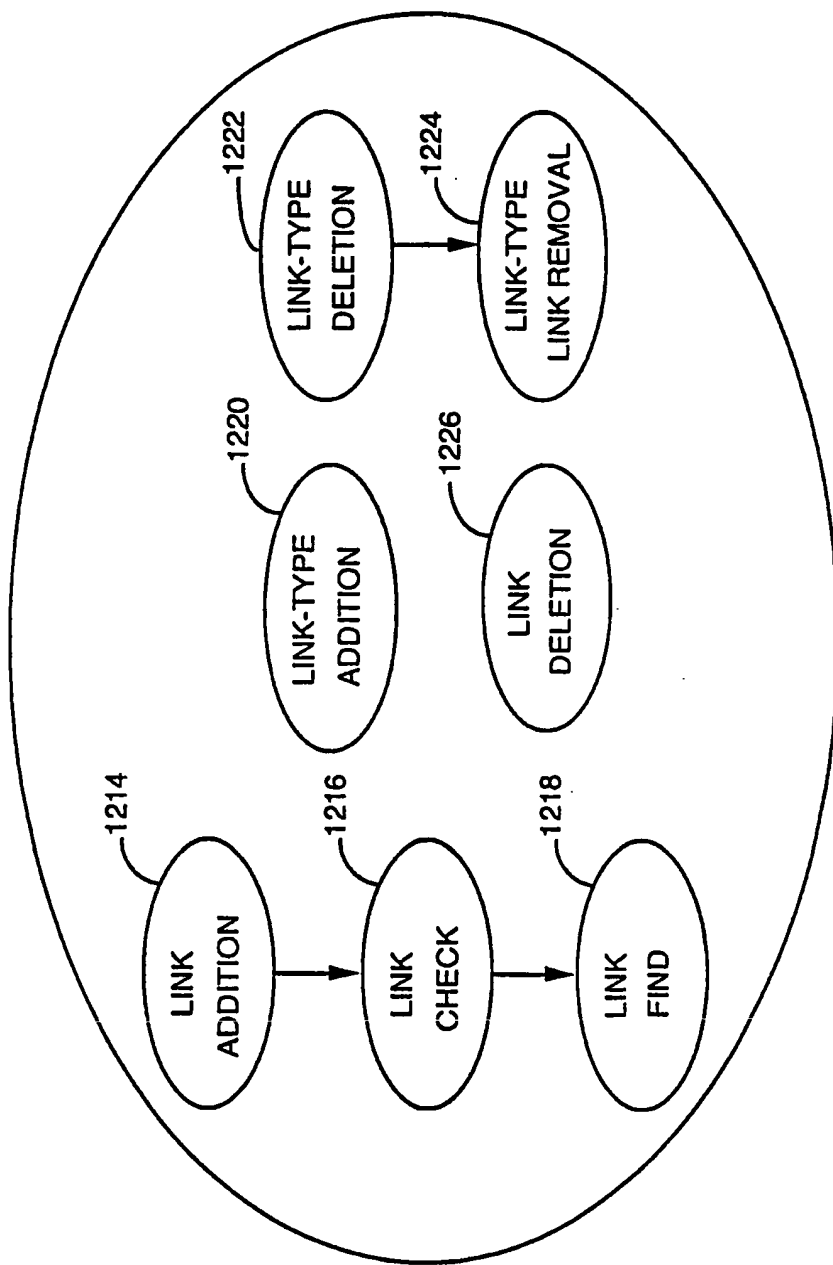 1214
LINK
ADDITION
1216
LINK
CHECK
1218
LINK
FIND
1220
LINK-TYPE
ADDITION
1226
LINK
DELETION
1222
LINK-TYPE
DELETION
1224
LINK-TYPE
LINK REMOVAL